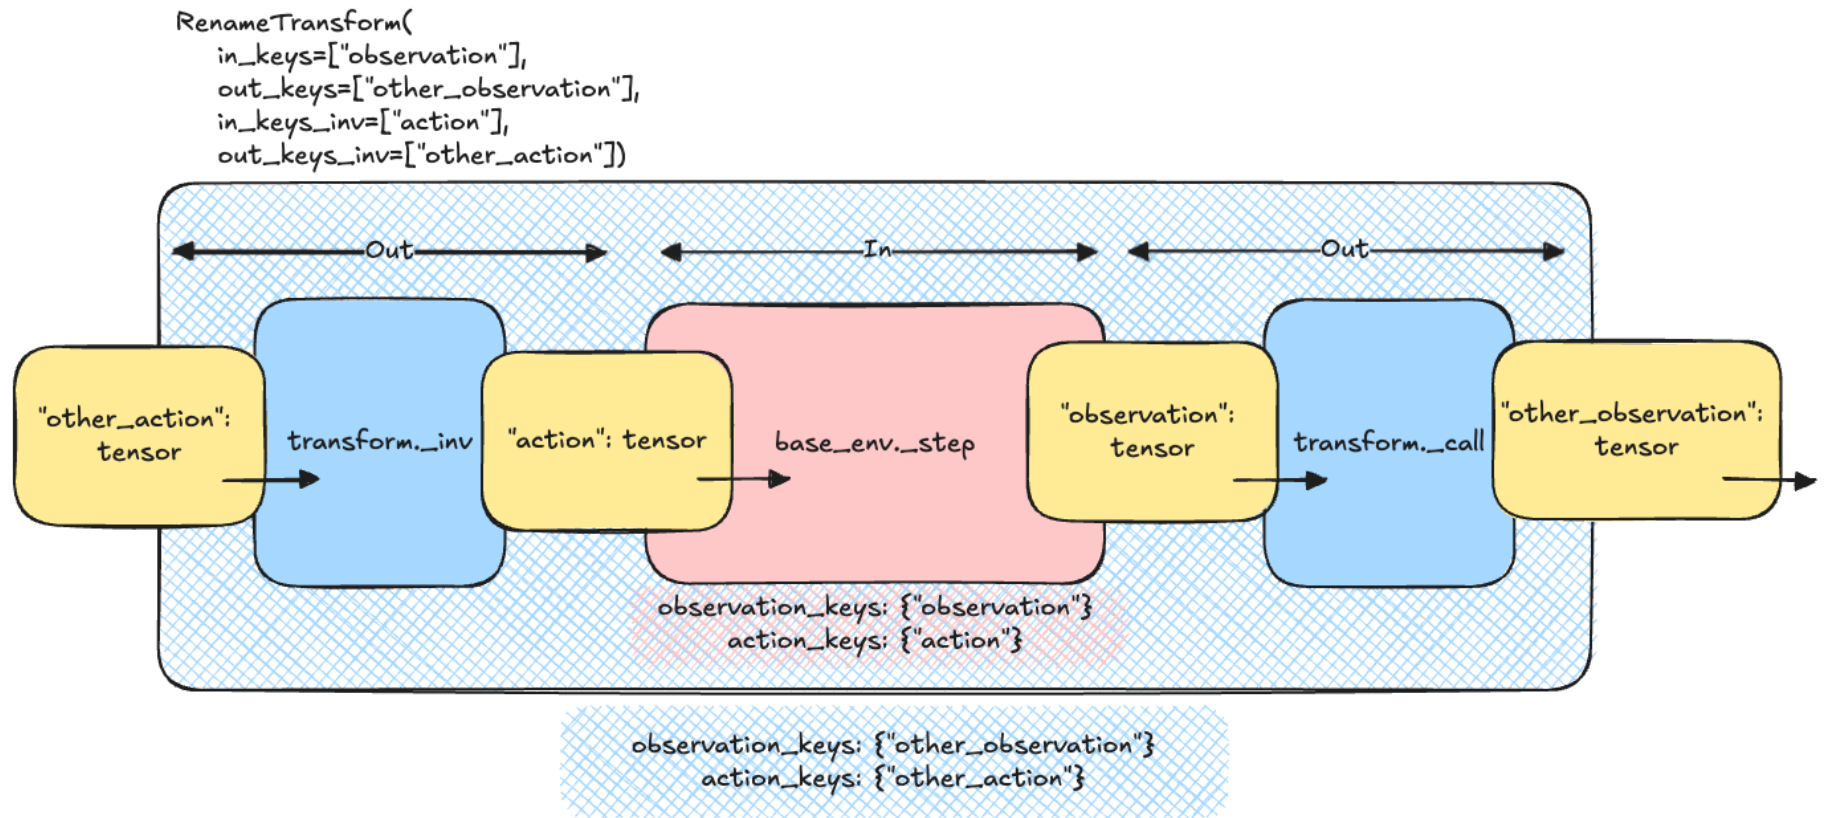 RenameTransform(
in_keys=["observation"],
out_keys=["other_observation"],
in_keys_inv=["action"],
out_keys_inv=["other_action"])
Out
In
Out
"other_action":
tensor
transform._inv
"action": tensor
base_env._step
"observation":
tensor
transform._call
"other_observation":
tensor
observation_keys: {"observation"}
action_keys: {"action"}
observation_keys: {"other_observation"}
action_keys: {"other_action"}